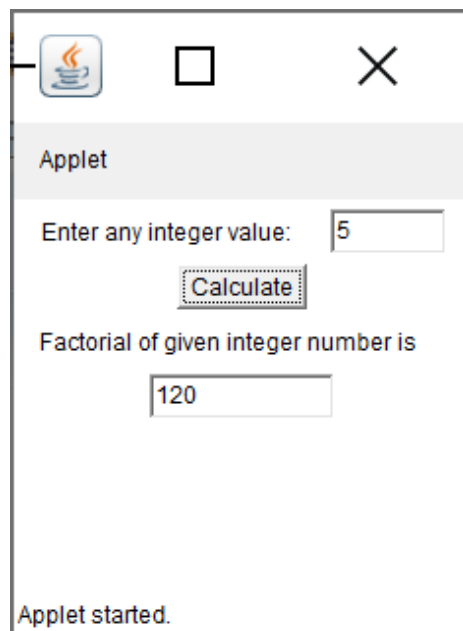 Applet
Enter any integer value: 5
Calculate
Factorial of given integer number is
120
Applet started.